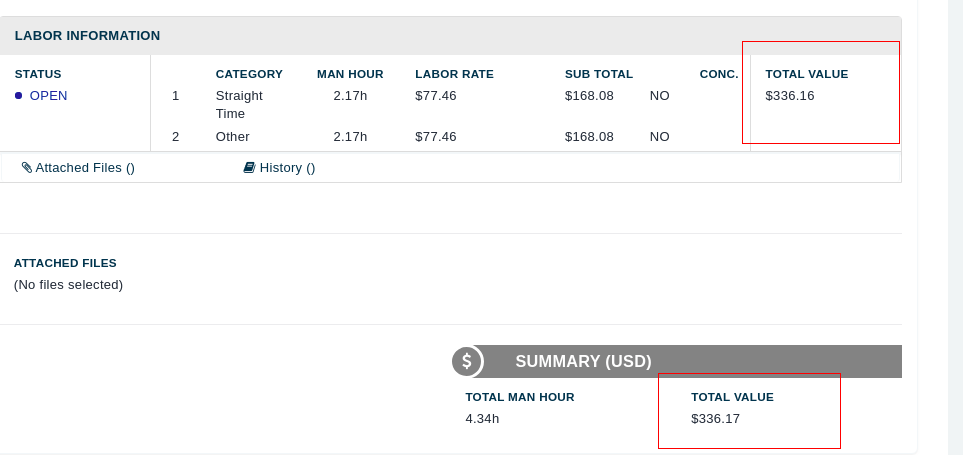 LABOR INFORMATION
STATUS CATEGORY MAN HOUR LABOR RATE SUB TOTAL CONC. TOTAL VALUE
OPEN 1 Straight Time 2.17h $77.46 $168.08 NO $336.16
2 Other 2.17h $77.46 $168.08 NO
Attached Files () History ()
ATTACHED FILES
(No files selected)
$ SUMMARY (USD)
TOTAL MAN HOUR TOTAL VALUE
4.34h $336.17